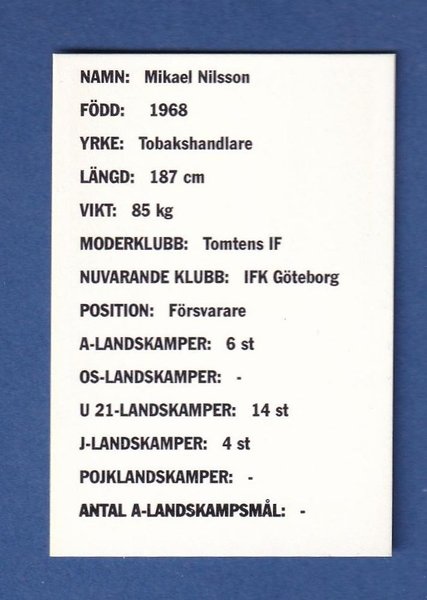 NAMN: Mikael Nilsson
FÖDD: 1968
YRKE: Tobakshandlare
LÄNGD: 187 cm
VIKT: 85 kg
MODERKLUBB: Tomtens IF
NUVARANDE KLUBB: IFK Göteborg
POSITION: Försvarare
A-LANDSKAMPER: 6 st
OS-LANDSKAMPER: -
U 21-LANDSKAMPER: 14 st
J-LANDSKAMPER: 4 st
POJKLANDSKAMPER: -
ANTAL A-LANDSKAMPSMÅL: -